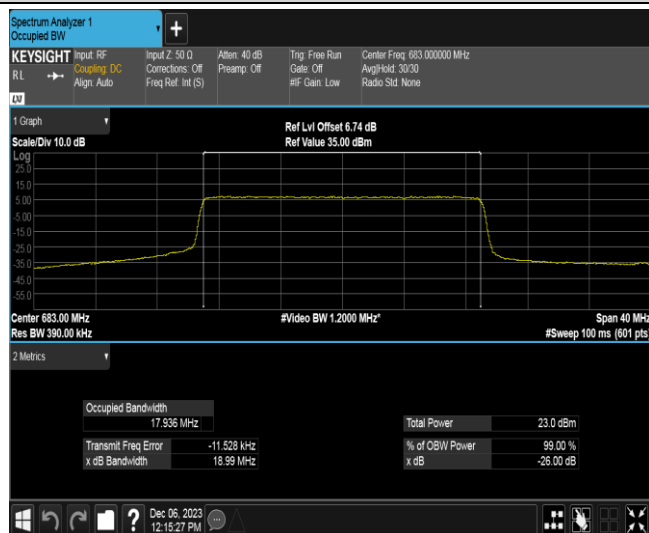 Spectrum Analyzer 1
Occupied BW
KEYSIGHT
RL
LXI
Input: RF
Coupling: DC
Align: Auto
Input Z: 50 Ω
Corrections: Off
Freq Ref: Int (S)
Atten: 40 dB
Preamp: Off
Trig: Free Run
Gate: Off
#IF Gain: Low
Center Freq: 683.000000 MHz
Avg|Hold: 30/30
Radio Std: None
1 Graph
Scale/Div 10.0 dB
Ref Lvl Offset 6.74 dB
Ref Value 35.00 dBm
Log
25.0
15.0
5.00
-5.00
-15.0
-25.0
-35.0
-45.0
-55.0
Center 683.00 MHz
Res BW 390.00 kHz
#Video BW 1.2000 MHz*
Span 40 MHz
#Sweep 100 ms (601 pts)
2 Metrics
Occupied Bandwidth
17.936 MHz
Transmit Freq Error -11.528 kHz
x dB Bandwidth 18.99 MHz
Total Power 23.0 dBm
% of OBW Power 99.00 %
x dB -26.00 dB
?
Dec 06, 2023
12:15:27 PM